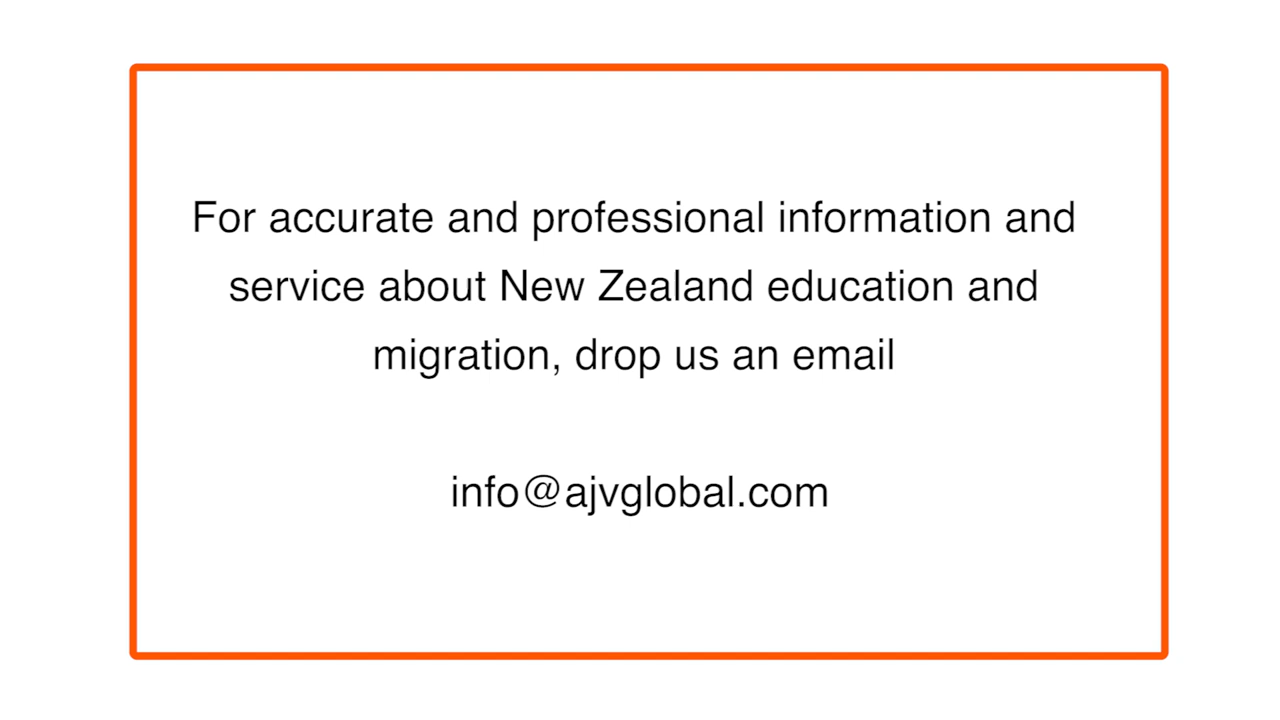 For accurate and professional information and
service about New Zealand education and
migration, drop us an email
info@ajvglobal.com